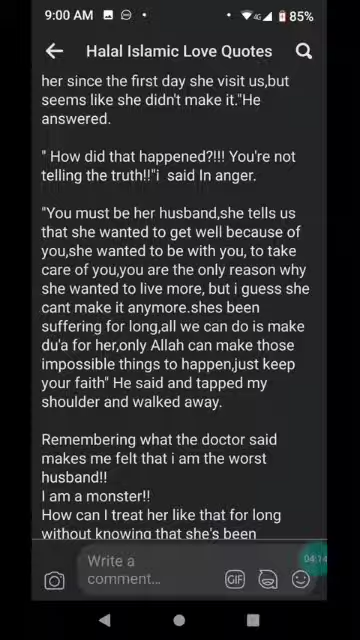 9:00 AM
4G
85%
Halal Islamic Love Quotes
her since the first day she visit us,but
seems like she didn't make it."He
answered.
" How did that happened?!!! You're not
telling the truth!!"i said In anger.
"You must be her husband,she tells us
that she wanted to get well because of
you,she wanted to be with you, to take
care of you,you are the only reason why
she wanted to live more, but i guess she
cant make it anymore.shes been
suffering for long,all we can do is make
du'a for her,only Allah can make those
impossible things to happen,just keep
your faith" He said and tapped my
shoulder and walked away.
Remembering what the doctor said
makes me felt that i am the worst
husband!!
I am a monster!!
How can I treat her like that for long
without knowing that she's been
Write a
comment...
GIF
04:14